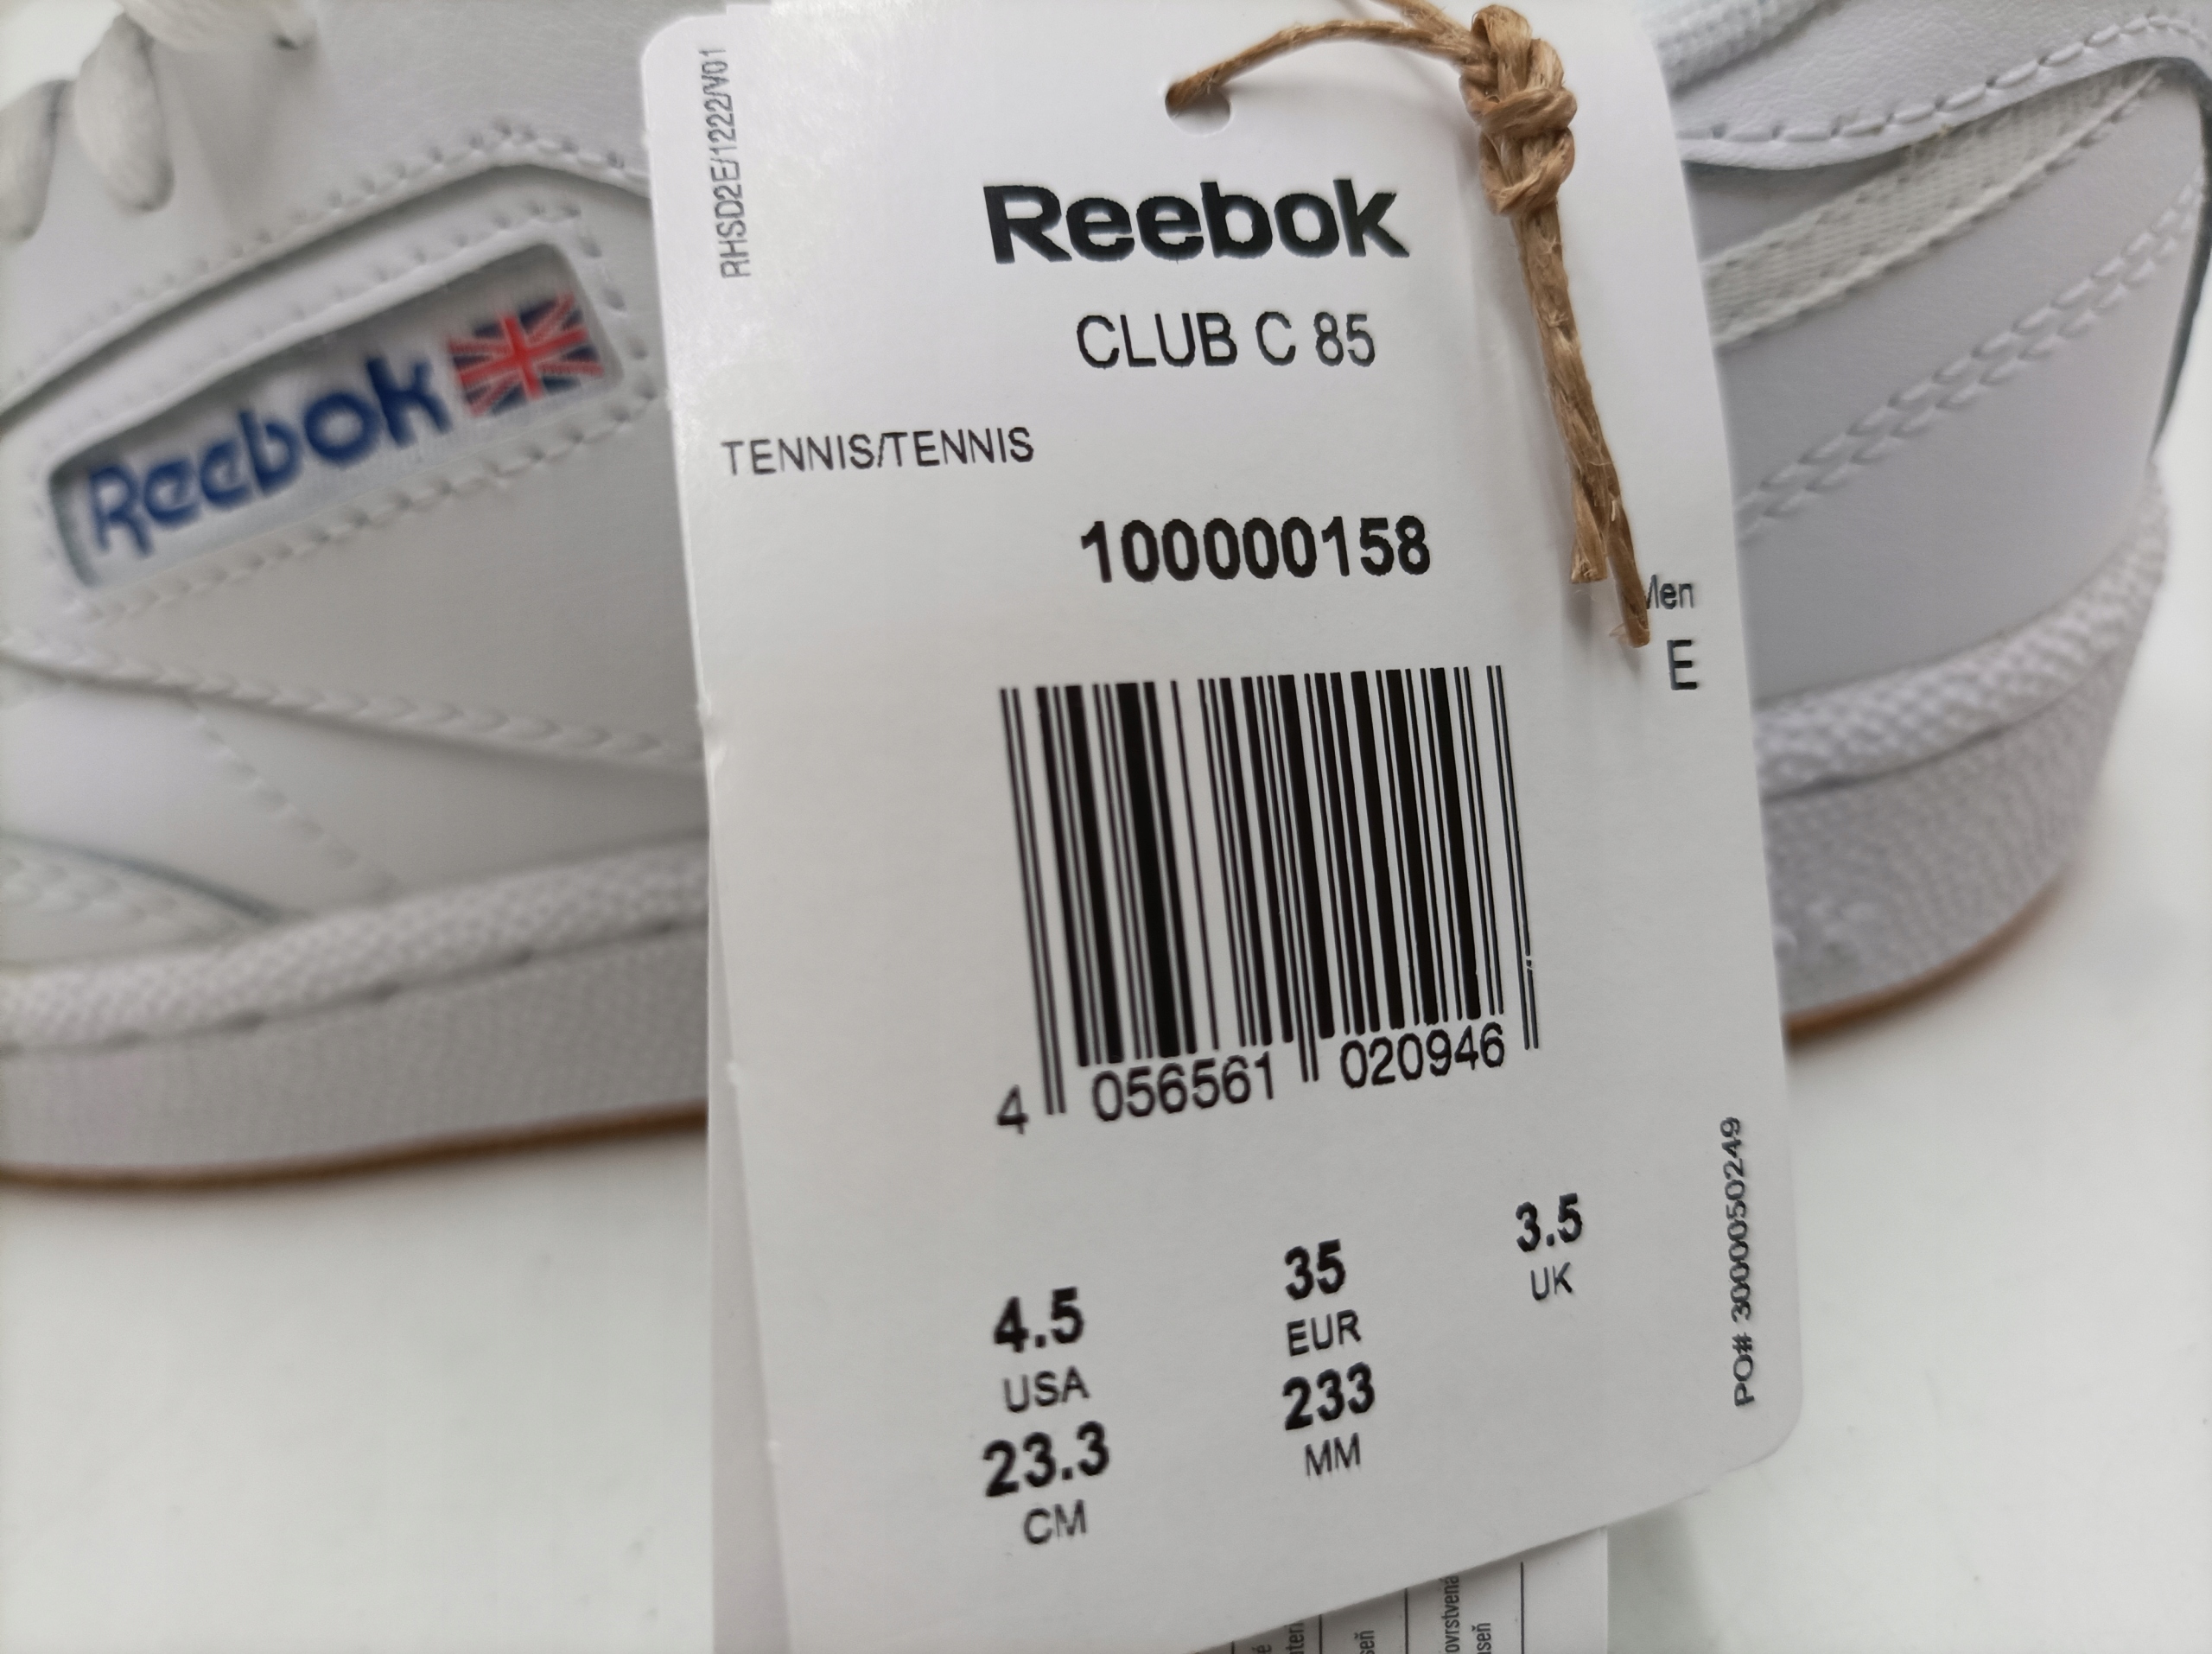 RHSD2E/1222/V01
Reebok
Reebok
CLUB C 85
TENNIS/TENNIS
100000158
E
4 056561 020946
4.5
USA
35
EUR
3.5
UK
23.3
CM
233
MM
PO# 3000050249